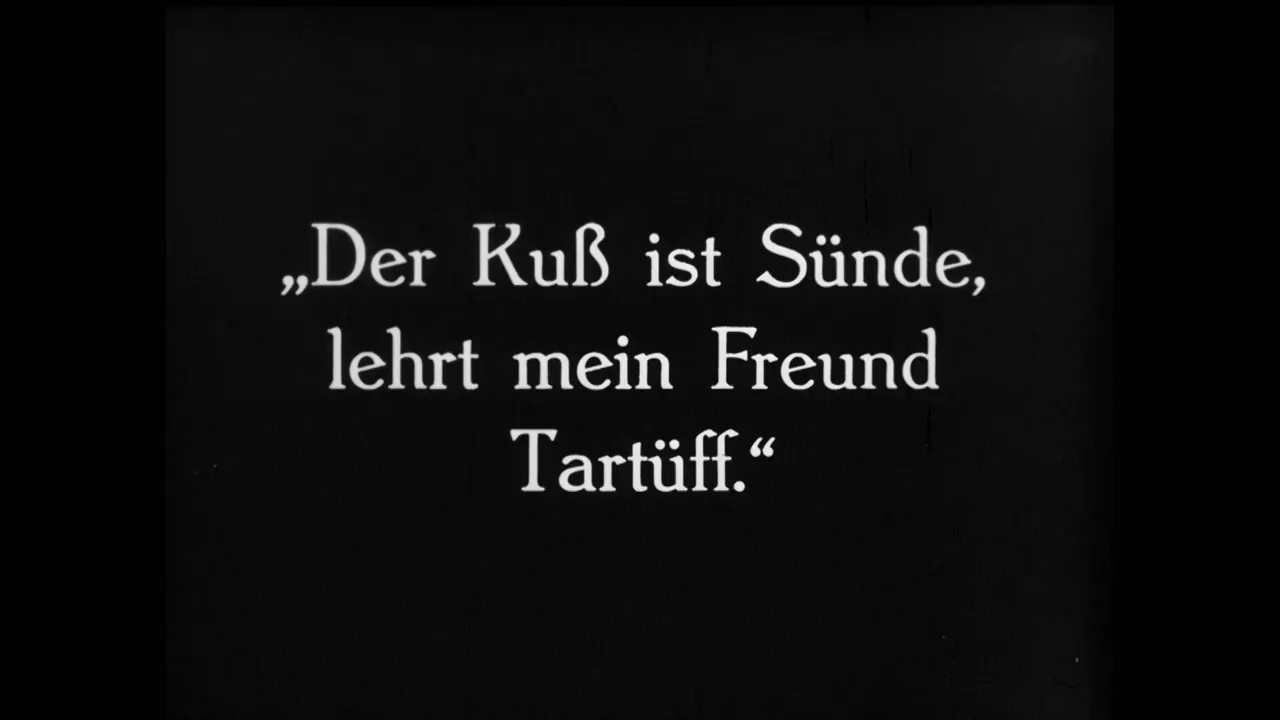 „Der Kuß ist Sünde,
lehrt mein Freund
Tartüff.“